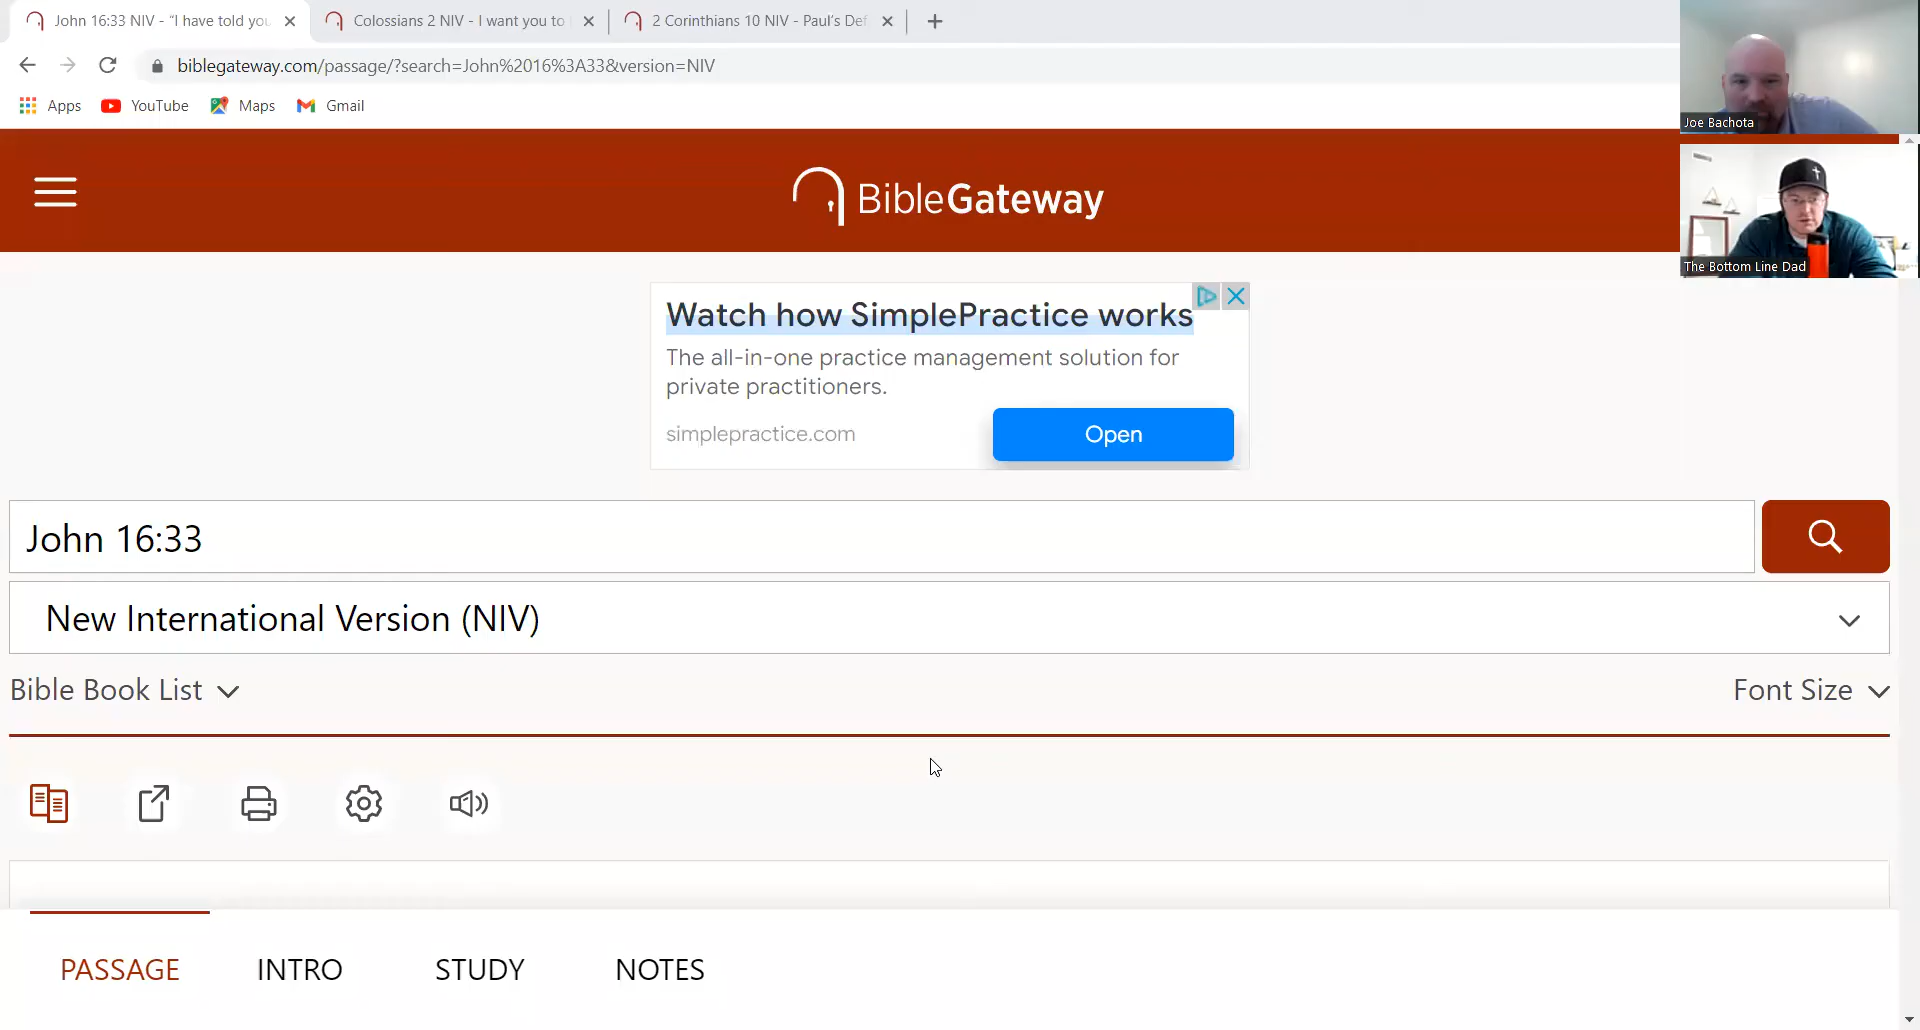 John 16:33 NIV - “I have told you
Colossians 2 NIV - I want you to
2 Corinthians 10 NIV - Paul’s Def
biblegateway.com/passage/?search=John%2016%3A33&version=NIV
Apps
YouTube
Maps
Gmail
Joe Bachota
BibleGateway
The Bottom Line Dad
Watch how SimplePractice works
The all-in-one practice management solution for
private practitioners.
simplepractice.com
Open
John 16:33
New International Version (NIV)
Bible Book List
Font Size
PASSAGE
INTRO
STUDY
NOTES